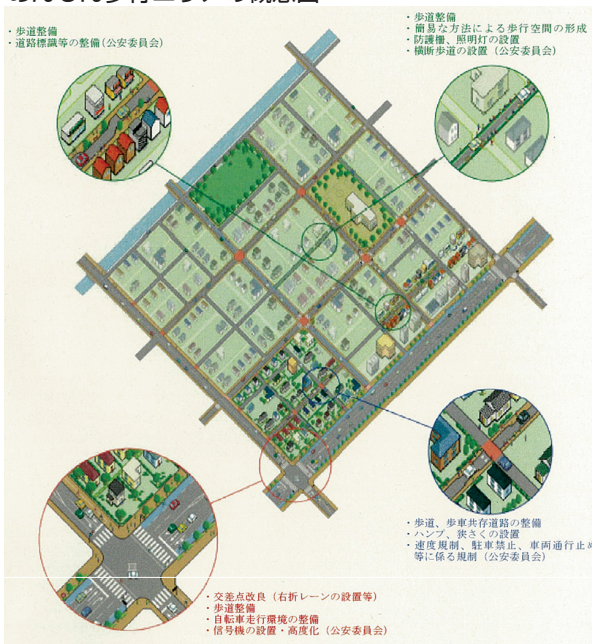 ・歩道整備
・道路標識等の整備(公安委員会)
・歩道整備
・簡易な方法による歩行空間の形成
・防護柵、照明灯の設置
・横断歩道の設置（公安委員会）
・歩道、歩車共存道路の整備
・ハンプ、狭さくの設置
・速度規制、駐車禁止、車両通行止め
等に係る規制（公安委員会）
・交差点改良（右折レーンの設置等）
・歩道整備
・自転車走行環境の整備
・信号機の設置・高度化（公安委員会）